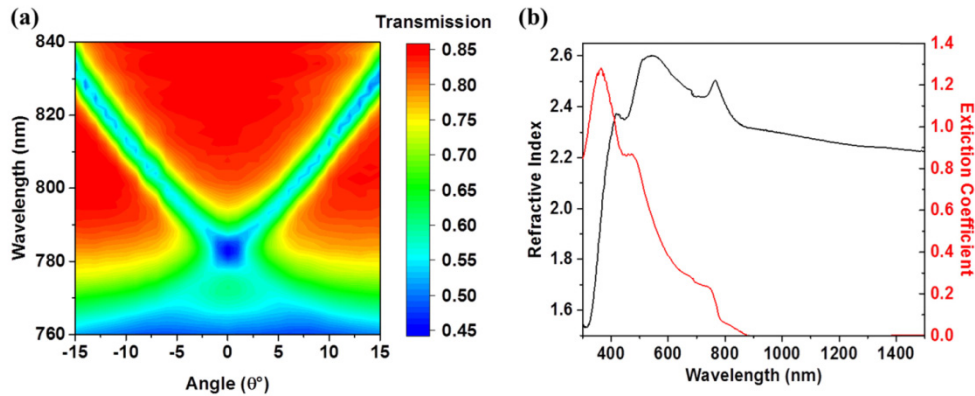 (a)
Transmission
840
820
800
780
760
Wavelength (nm)
-15 -10 -5 0 5 10 15
Angle (θ°)
0.85
0.80
0.75
0.70
0.65
0.60
0.55
0.50
0.45
(b)
2.6
2.4
2.2
2.0
1.8
1.6
Refractive Index
400 600 800 1000 1200 1400
Wavelength (nm)
1.4
1.2
1.0
0.8
0.6
0.4
0.2
0.0
Extiction Coefficient